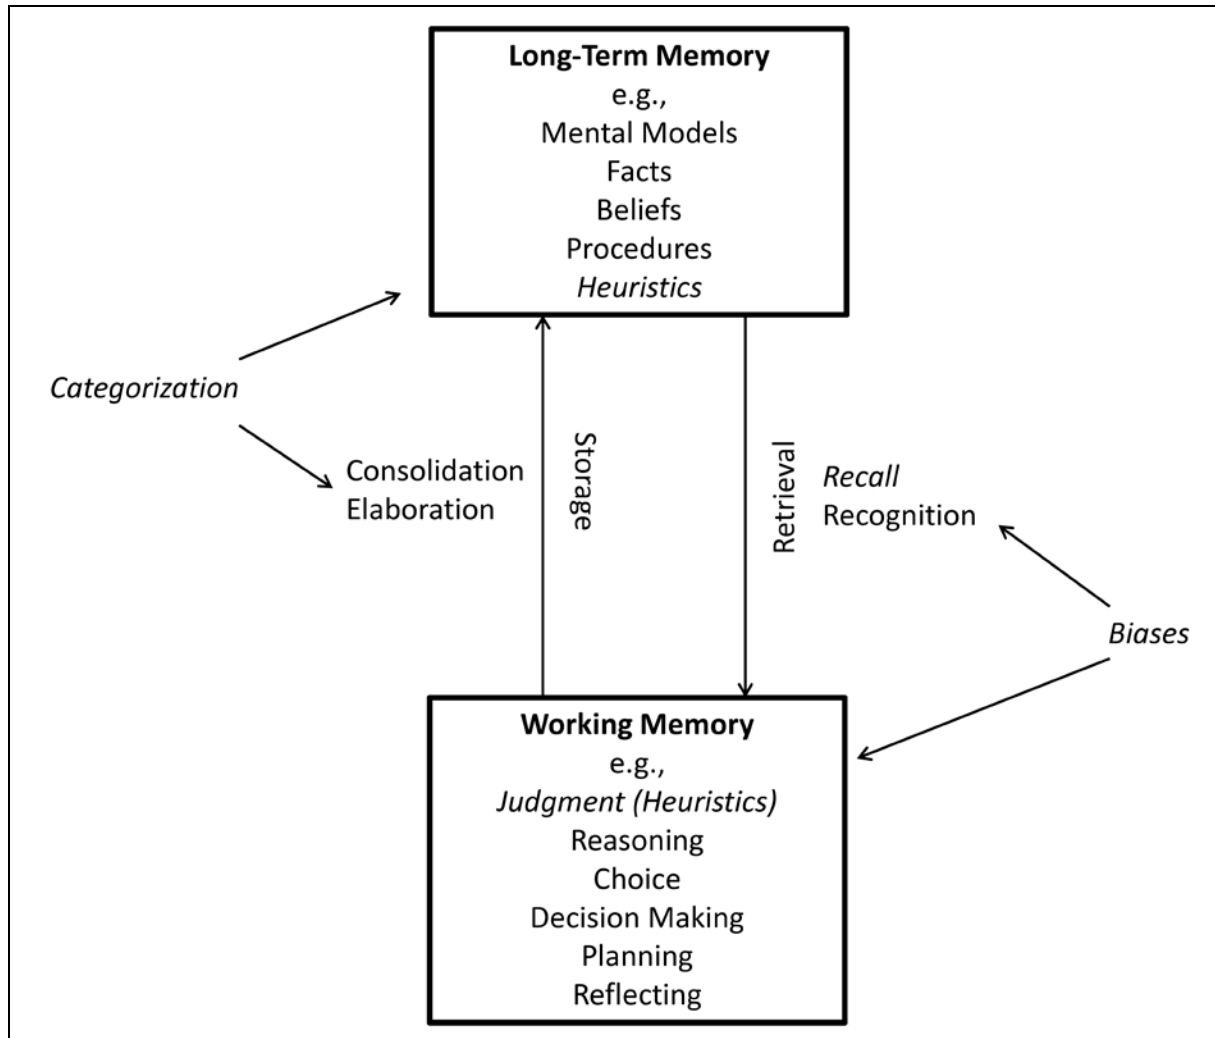 Long-Term Memory
e.g.,
Mental Models
Facts
Beliefs
Procedures
Heuristics
Categorization
Consolidation
Elaboration
Storage
Retrieval
Recall
Recognition
Biases
Working Memory
e.g.,
Judgment (Heuristics)
Reasoning
Choice
Decision Making
Planning
Reflecting